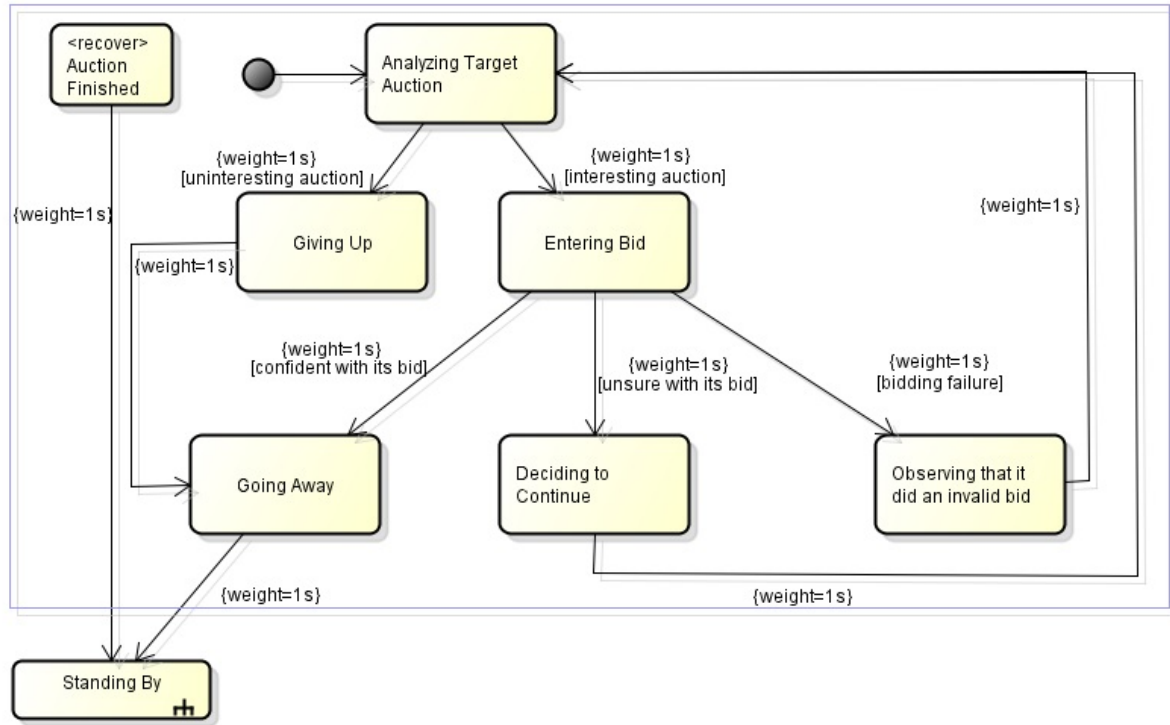 <recover>
Auction
Finished
Analyzing Target
Auction
{weight=1s}
[uninteresting auction]
{weight=1s}
[interesting auction]
{weight=1s}
{weight=1s}
Giving Up
Entering Bid
{weight=1s}
{weight=1s}
[confident with its bid]
{weight=1s}
[unsure with its bid]
{weight=1s}
[bidding failure]
Going Away
Deciding to
Continue
Observing that it
did an invalid bid
{weight=1s}
{weight=1s}
Standing By